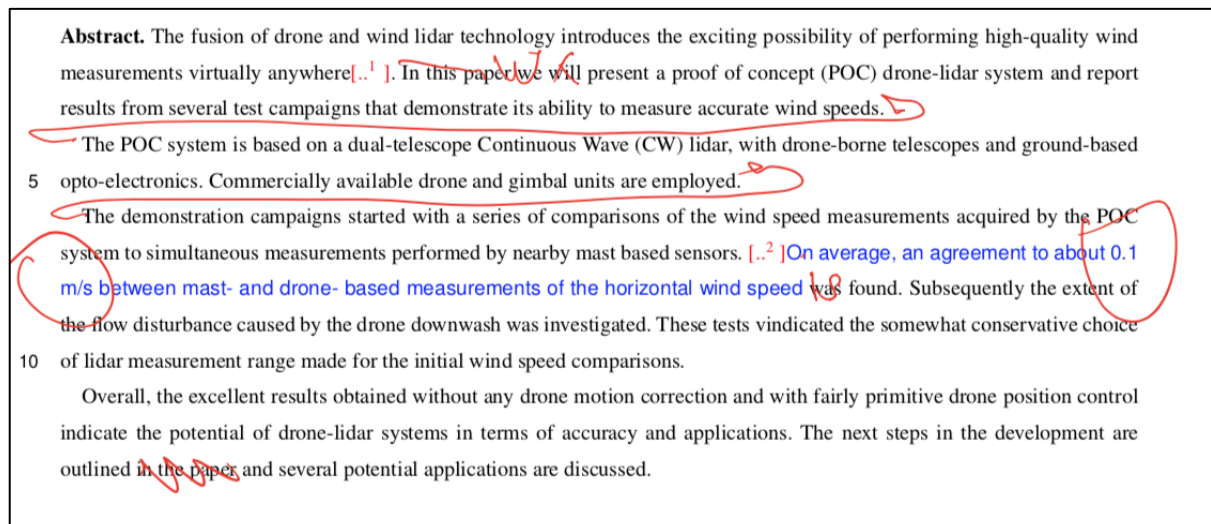 Abstract. The fusion of drone and wind lidar technology introduces the exciting possibility of performing high-quality wind
measurements virtually anywhere[..1 ]. In this paper we will present a proof of concept (POC) drone-lidar system and report
results from several test campaigns that demonstrate its ability to measure accurate wind speeds.
The POC system is based on a dual-telescope Continuous Wave (CW) lidar, with drone-borne telescopes and ground-based
5 opto-electronics. Commercially available drone and gimbal units are employed.
The demonstration campaigns started with a series of comparisons of the wind speed measurements acquired by the POC
system to simultaneous measurements performed by nearby mast based sensors. [..2 ]On average, an agreement to about 0.1
m/s between mast- and drone- based measurements of the horizontal wind speed was found. Subsequently the extent of
the flow disturbance caused by the drone downwash was investigated. These tests vindicated the somewhat conservative choice
10 of lidar measurement range made for the initial wind speed comparisons.
Overall, the excellent results obtained without any drone motion correction and with fairly primitive drone position control
indicate the potential of drone-lidar systems in terms of accuracy and applications. The next steps in the development are
outlined in the paper and several potential applications are discussed.